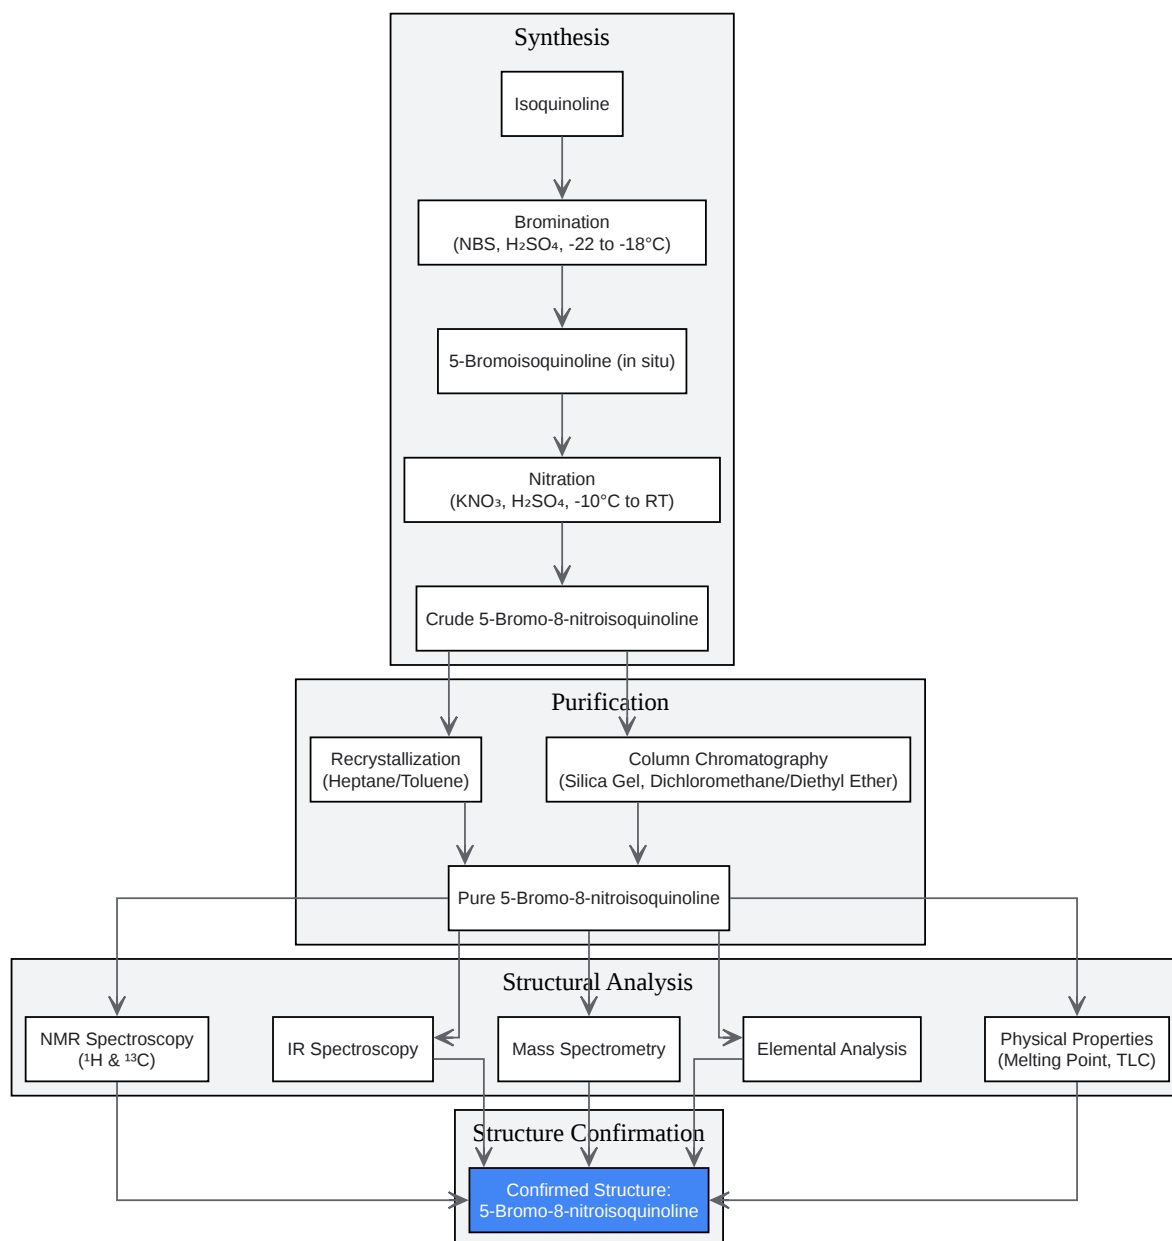 Synthesis
Isoquinoline
Bromination
(NBS, H₂SO₄, -22 to -18°C)
5-Bromoisoquinoline (in situ)
Nitration
(KNO₃, H₂SO₄, -10°C to RT)
Crude 5-Bromo-8-nitroisoquinoline
Purification
Recrystallization
(Heptane/Toluene)
Column Chromatography
(Silica Gel, Dichloromethane/Diethyl Ether)
Pure 5-Bromo-8-nitroisoquinoline
Structural Analysis
NMR Spectroscopy
(¹H & ¹³C)
IR Spectroscopy
Mass Spectrometry
Elemental Analysis
Physical Properties
(Melting Point, TLC)
Structure Confirmation
Confirmed Structure:
5-Bromo-8-nitroisoquinoline